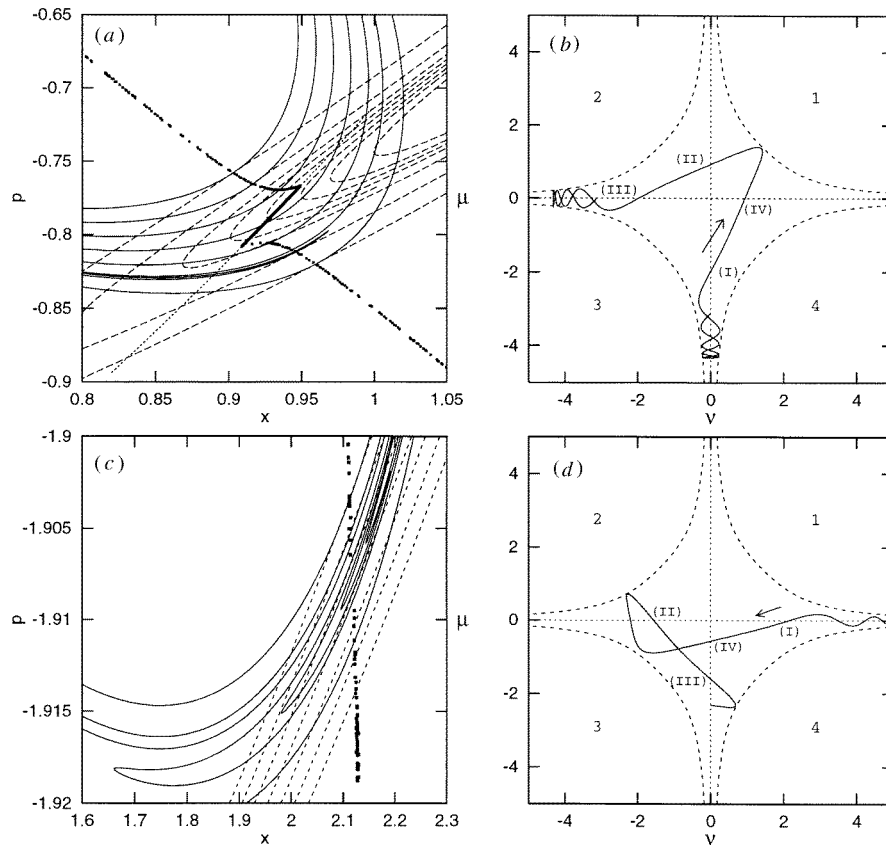 (a)
-0.65
-0.7
-0.75
-0.8
-0.85
-0.9
p
0.8
0.85
0.9
0.95
1
1.05
x
(b)
4
2
0
-2
-4
μ
2
1
3
4
(II)
(III)
(IV)
(I)
-4
-2
0
2
4
ν
(c)
-1.9
-1.905
-1.91
-1.915
-1.92
p
1.6
1.7
1.8
1.9
2
2.1
2.2
2.3
x
(d)
4
2
0
-2
-4
μ
2
1
3
4
(II)
(I)
(IV)
(III)
-4
-2
0
2
4
ν